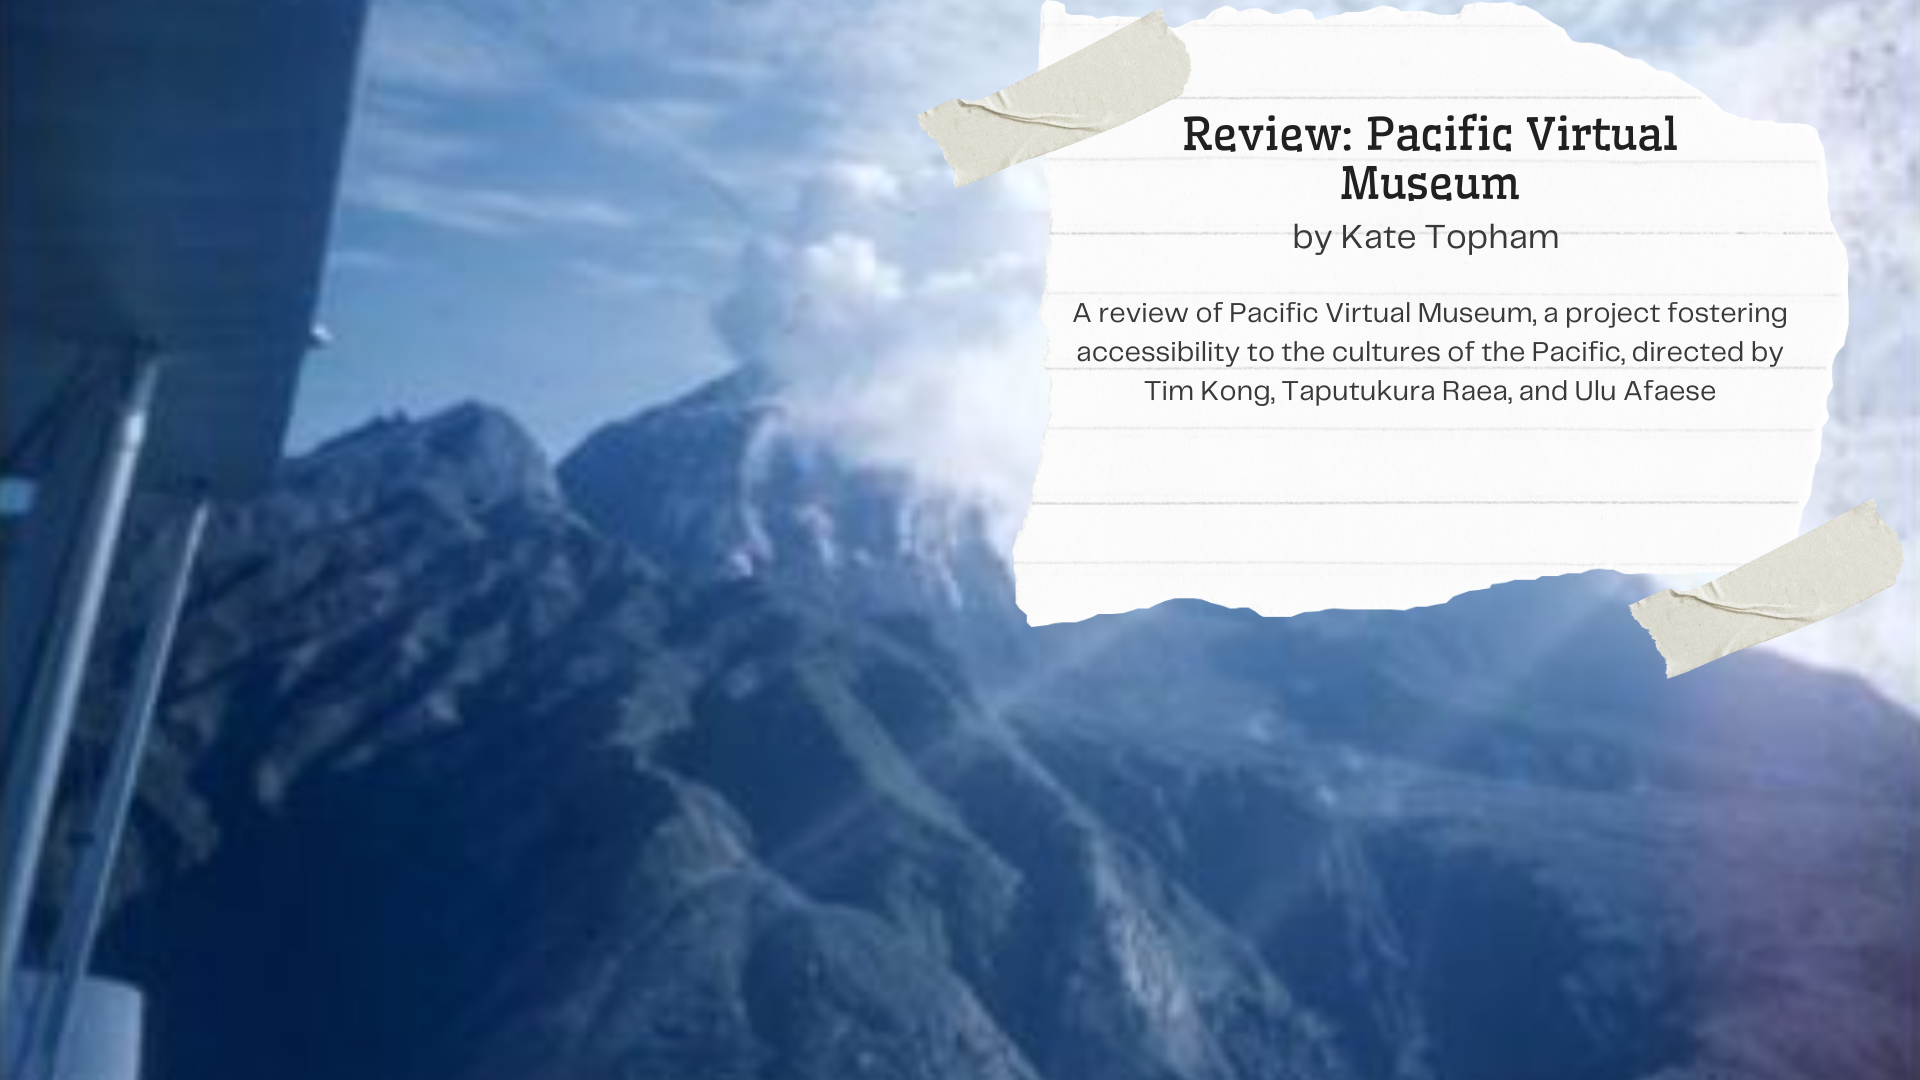 Review: Pacific Virtual
Museum
by Kate Topham
A review of Pacific Virtual Museum, a project fostering
accessibility to the cultures of the Pacific, directed by
Tim Kong, Taputukura Raea, and Ulu Afaese